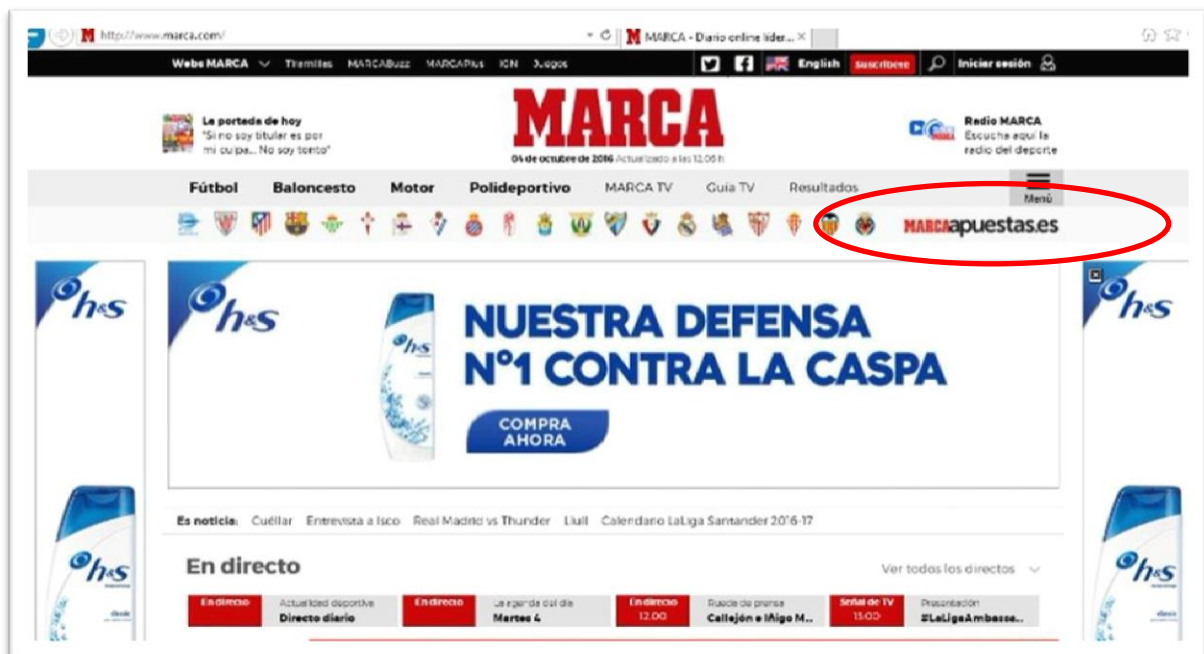 http://www.marca.com/
MARCA - Diario online líder...
Webs MARCA Tiramillas MARCABuzz MARCAPlus ION Juegos
English Suscríbete Iniciar sesión
La portada de hoy
"Si no soy titular es por
mi culpa... No soy tonto"
MARCA
04 de octubre de 2016 Actualizado a las 12.06 h.
Radio MARCA
Escucha aquí la
radio del deporte
Fútbol Baloncesto Motor Polideportivo MARCA TV Guía TV Resultados
Menú
MARCAapuestas.es
h&s
h&s
h&s
NUESTRA DEFENSA
Nº1 CONTRA LA CASPA
COMPRA
AHORA
h&s
Es noticia: Cuéllar Entrevista a Isco Real Madrid vs Thunder Llull Calendario LaLiga Santander 2016-17
En directo
Ver todos los directos
En directo Actualidad deportiva
Directo diario
En directo La agenda del día
Martes 4
En directo
12.00
Rueda de prensa
Callejón e Iñigo M...
Señal de TV
15:00
Presentación
#LaLigaAmbassa...
h&s
classic
h&s
classic